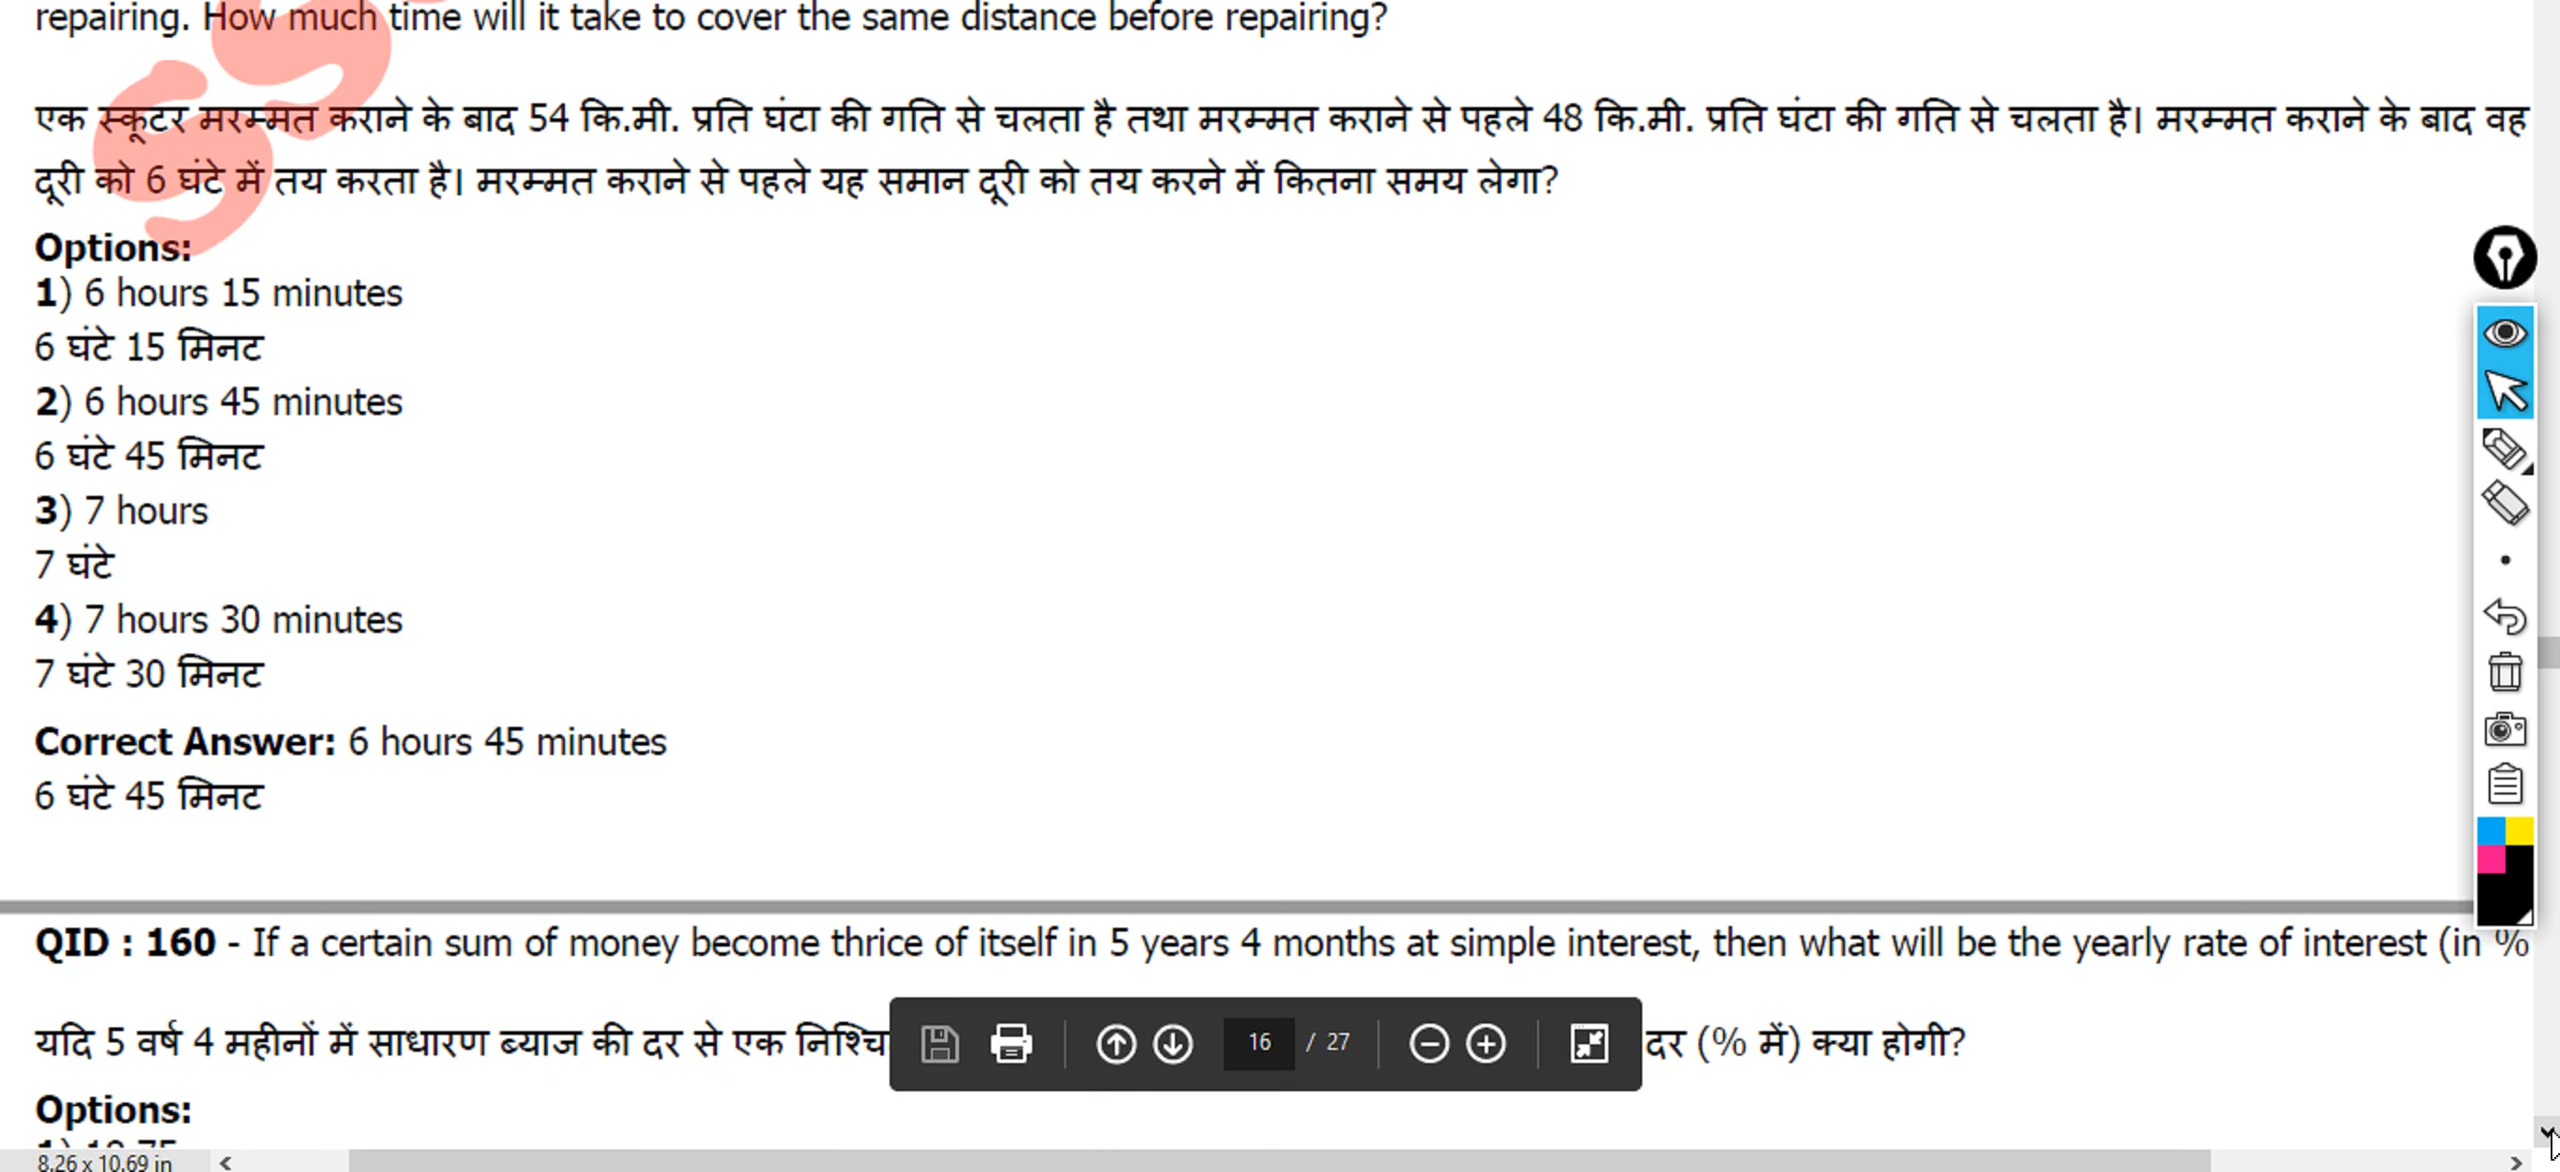 repairing. How much time will it take to cover the same distance before repairing?
एक स्कूटर मरम्मत कराने के बाद 54 कि.मी. प्रति घंटा की गति से चलता है तथा मरम्मत कराने से पहले 48 कि.मी. प्रति घंटा की गति से चलता है। मरम्मत कराने के बाद वह
दूरी को 6 घंटे में तय करता है। मरम्मत कराने से पहले यह समान दूरी को तय करने में कितना समय लेगा?
Options:
1) 6 hours 15 minutes
6 घंटे 15 मिनट
2) 6 hours 45 minutes
6 घंटे 45 मिनट
3) 7 hours
7 घंटे
4) 7 hours 30 minutes
7 घंटे 30 मिनट
Correct Answer: 6 hours 45 minutes
6 घंटे 45 मिनट
QID : 160 - If a certain sum of money become thrice of itself in 5 years 4 months at simple interest, then what will be the yearly rate of interest (in %
यदि 5 वर्ष 4 महीनों में साधारण ब्याज की दर से एक निश्चि दर (% में) क्या होगी?
16 / 27
Options:
8.26 x 10.69 in